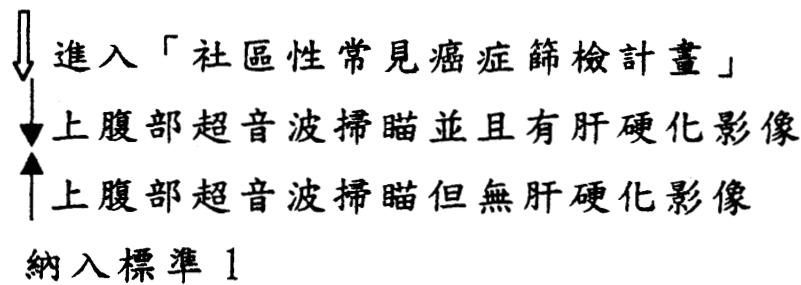 進入「社區性常見癌症篩檢計畫」
上腹部超音波掃瞄並且有肝硬化影像
上腹部超音波掃瞄但無肝硬化影像
納入標準 1